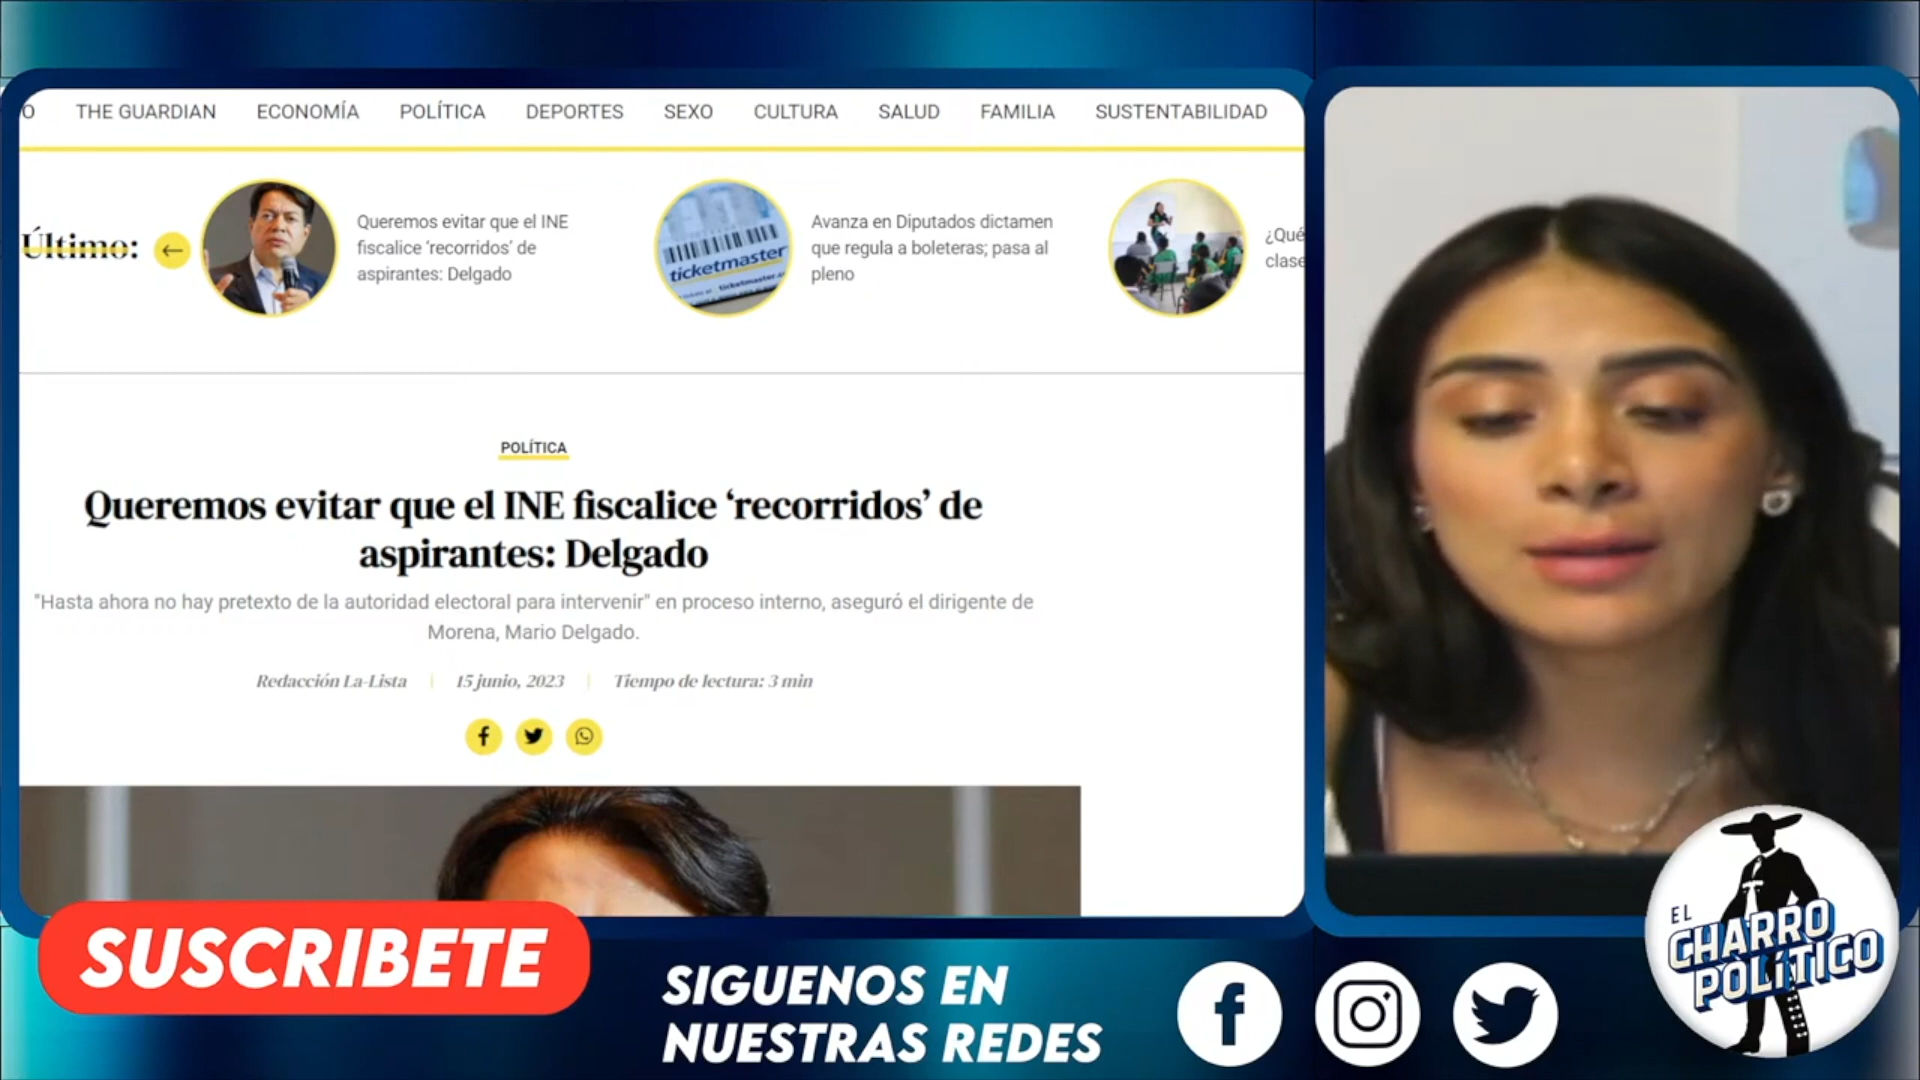 O THE GUARDIAN ECONOMÍA POLÍTICA DEPORTES SEXO CULTURA SALUD FAMILIA SUSTENTABILIDAD
Último:
Queremos evitar que el INE
fiscalice ‘recorridos’ de
aspirantes: Delgado
ticketmaster
Avanza en Diputados dictamen
que regula a boleteras; pasa al
pleno
¿Qué
clase
POLÍTICA
Queremos evitar que el INE fiscalice ‘recorridos’ de
aspirantes: Delgado
"Hasta ahora no hay pretexto de la autoridad electoral para intervenir" en proceso interno, aseguró el dirigente de
Morena, Mario Delgado.
Redacción La-Lista | 15 junio, 2023 | Tiempo de lectura: 3 min
SUSCRIBETE
SIGUENOS EN
NUESTRAS REDES
EL
CHARRO
POLÍTICO